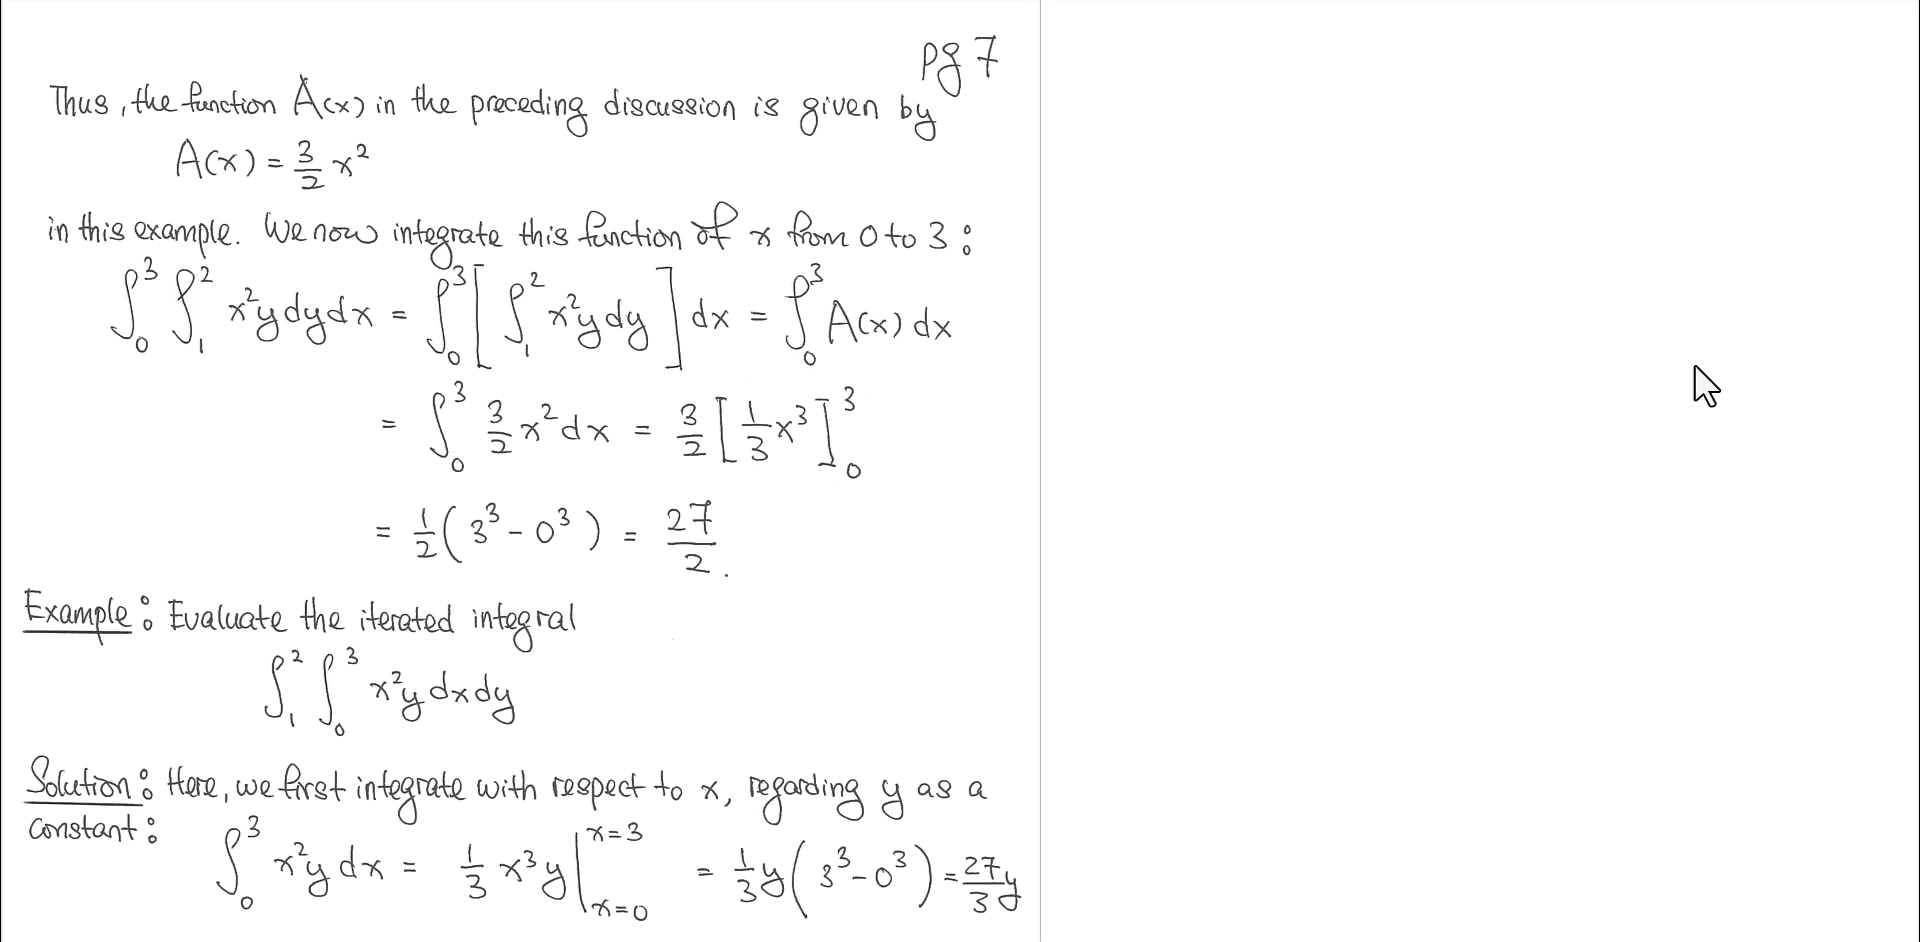 pg 7
Thus, the function A(x) in the preceding discussion is given by
A(x) = 3/2 x²
in this example. We now integrate this function of x from 0 to 3:
∫₀³ ∫₁² x²y dy dx = ∫₀³ [ ∫₁² x²y dy ] dx = ∫₀³ A(x) dx
= ∫₀³ 3/2 x² dx = 3/2 [ 1/3 x³ ]₀³
= 1/2 ( 3³ - 0³ ) = 27/2.
Example: Evaluate the iterated integral
∫₁² ∫₀³ x²y dx dy
Solution: Here, we first integrate with respect to x, regarding y as a
constant:
∫₀³ x²y dx = 1/3 x³y |_{x=0}^{x=3} = 1/3 y ( 3³ - 0³ ) = 27/3 y